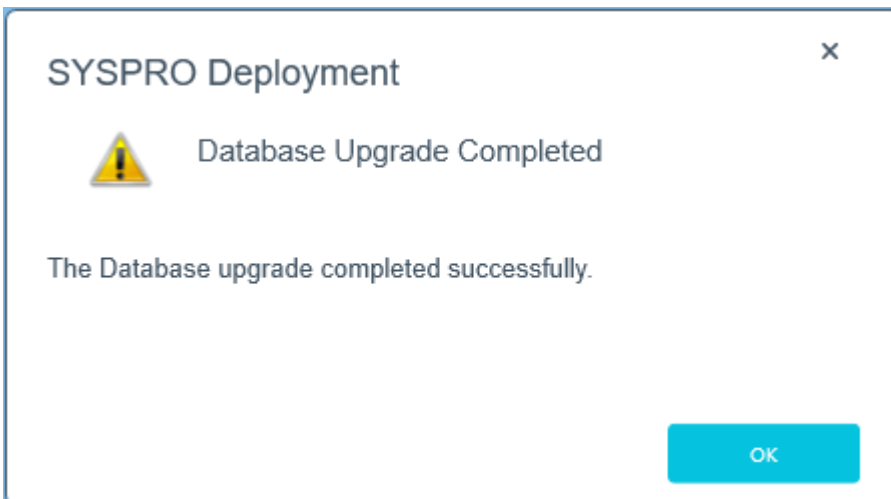 SYSPRO Deployment
Database Upgrade Completed
The Database upgrade completed successfully.
OK